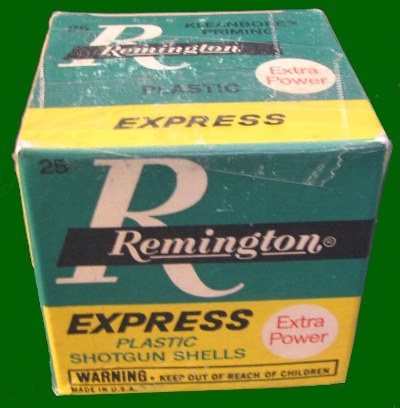 25
KLEANBORE™
PRIMING
R
Remington
Extra
Power
PLASTIC
EXPRESS
25
R
Remington®
EXPRESS
PLASTIC
SHOTGUN SHELLS
Extra
Power
WARNING - KEEP OUT OF REACH OF CHILDREN
MADE IN U.S.A.